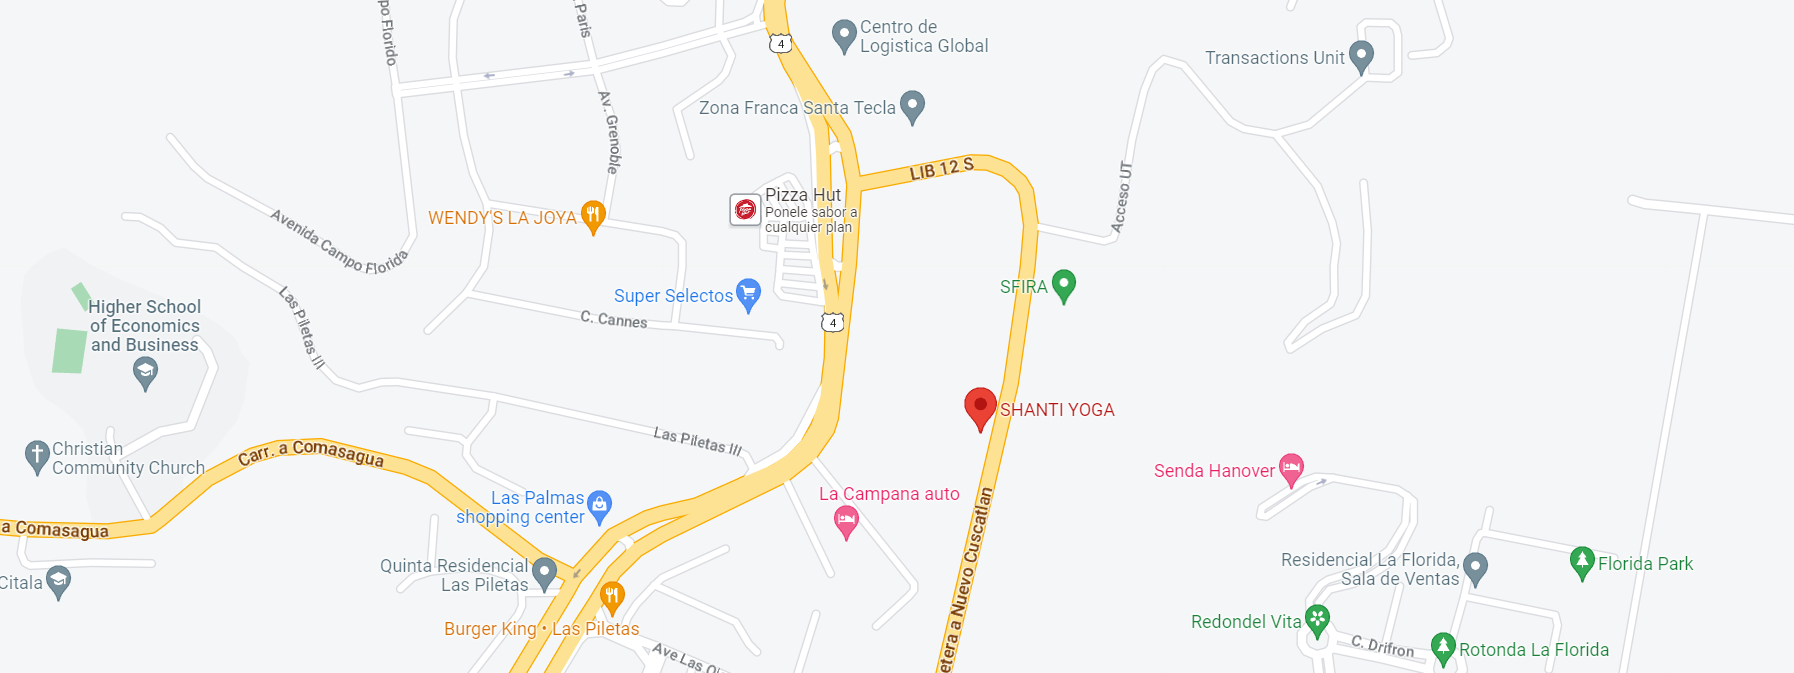 po Florido
Paris
4
Centro de
Logistica Global
Transactions Unit
Av. Grenoble
Zona Franca Santa Tecla
LIB 12 S
Acceso UT
Pizza Hut
Ponele sabor a
cualquier plan
WENDY'S LA JOYA
Avenida Campo Florida
Super Selectos
SFIRA
Las Piletas III
C. Cannes
4
Higher School
of Economics
and Business
SHANTI YOGA
Las Piletas III
Christian
Community Church
Carr. a Comasagua
Senda Hanover
La Campana auto
Las Palmas
shopping center
a Comasagua
etera a Nuevo Cuscatlan
Quinta Residencial
Las Piletas
Residencial La Florida,
Sala de Ventas
Florida Park
Citala
Burger King - Las Piletas
Redondel Vita
C. Drifron
Rotonda La Florida
Ave Las